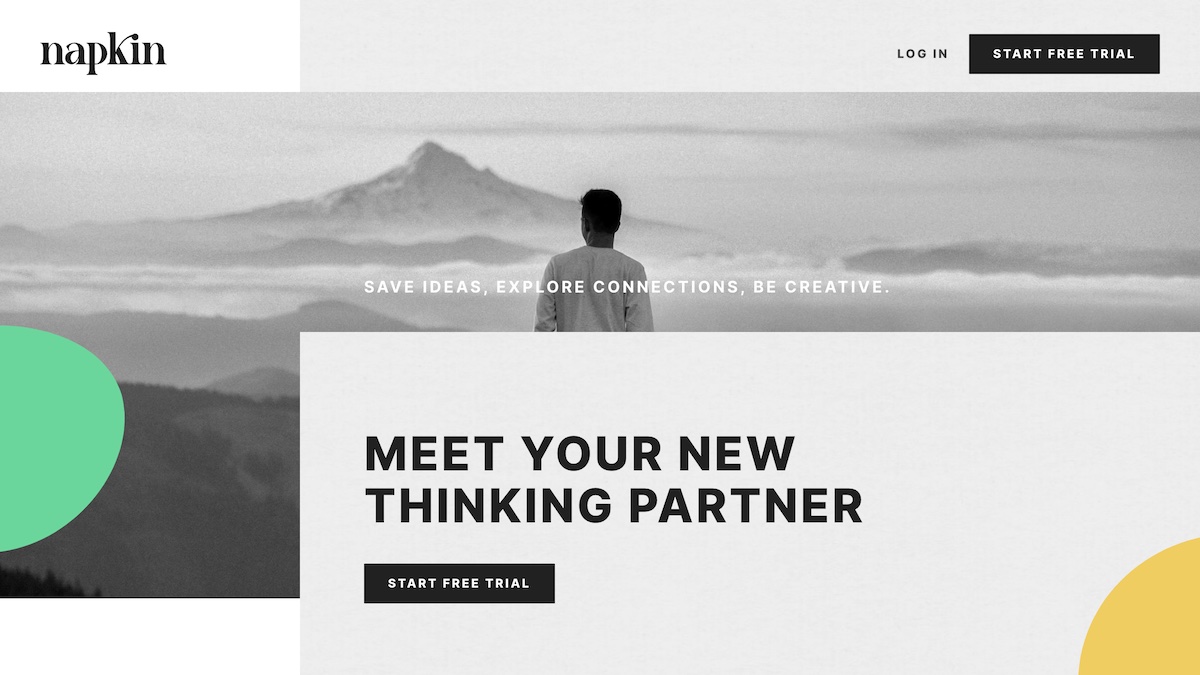 napkin
LOG IN
START FREE TRIAL
SAVE IDEAS, EXPLORE CONNECTIONS, BE CREATIVE.
MEET YOUR NEW
THINKING PARTNER
START FREE TRIAL